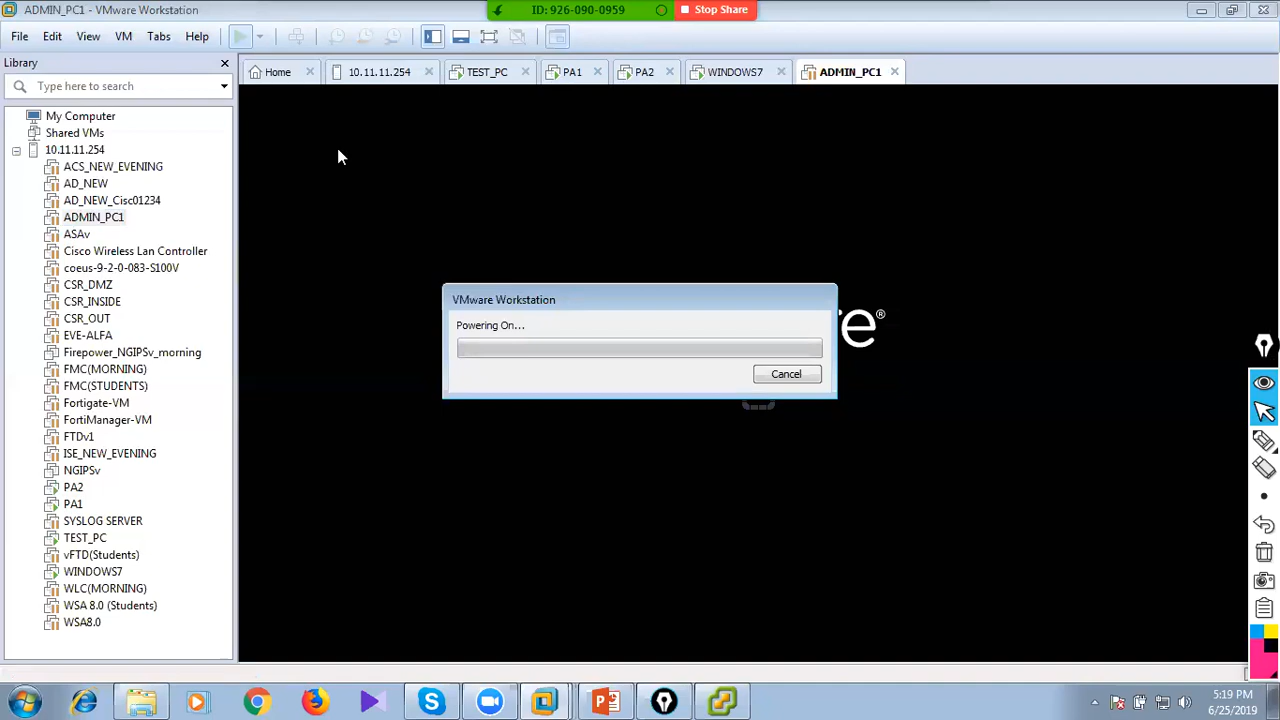 ADMIN_PC1 - VMware Workstation
ID: 926-090-0959
Stop Share
File Edit View VM Tabs Help
Library
Type here to search
Home
10.11.11.254
TEST_PC
PA1
PA2
WINDOWS7
ADMIN_PC1
My Computer
Shared VMs
10.11.11.254
ACS_NEW_EVENING
AD_NEW
AD_NEW_Cisco01234
ADMIN_PC1
ASAv
Cisco Wireless Lan Controller
coeus-9-2-0-083-S100V
CSR_DMZ
CSR_INSIDE
CSR_OUT
EVE-ALFA
Firepower_NGIPSv_morning
FMC(MORNING)
FMC(STUDENTS)
Fortigate-VM
FortiManager-VM
FTDv1
ISE_NEW_EVENING
NGIPSv
PA2
PA1
SYSLOG SERVER
TEST_PC
vFTD(Students)
WINDOWS7
WLC(MORNING)
WSA 8.0 (Students)
WSA8.0
VMware Workstation
Powering On...
Cancel
e®
5:19 PM
6/25/2019